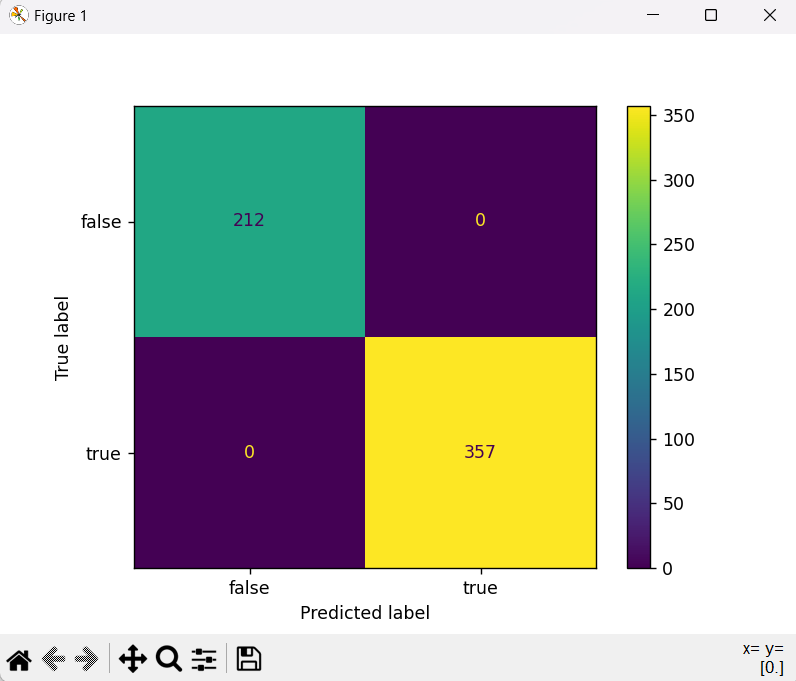 Figure 1
350
300
250
200
150
100
50
0
True label
false
true
212
0
0
357
false
true
Predicted label
x= y=
[0.]